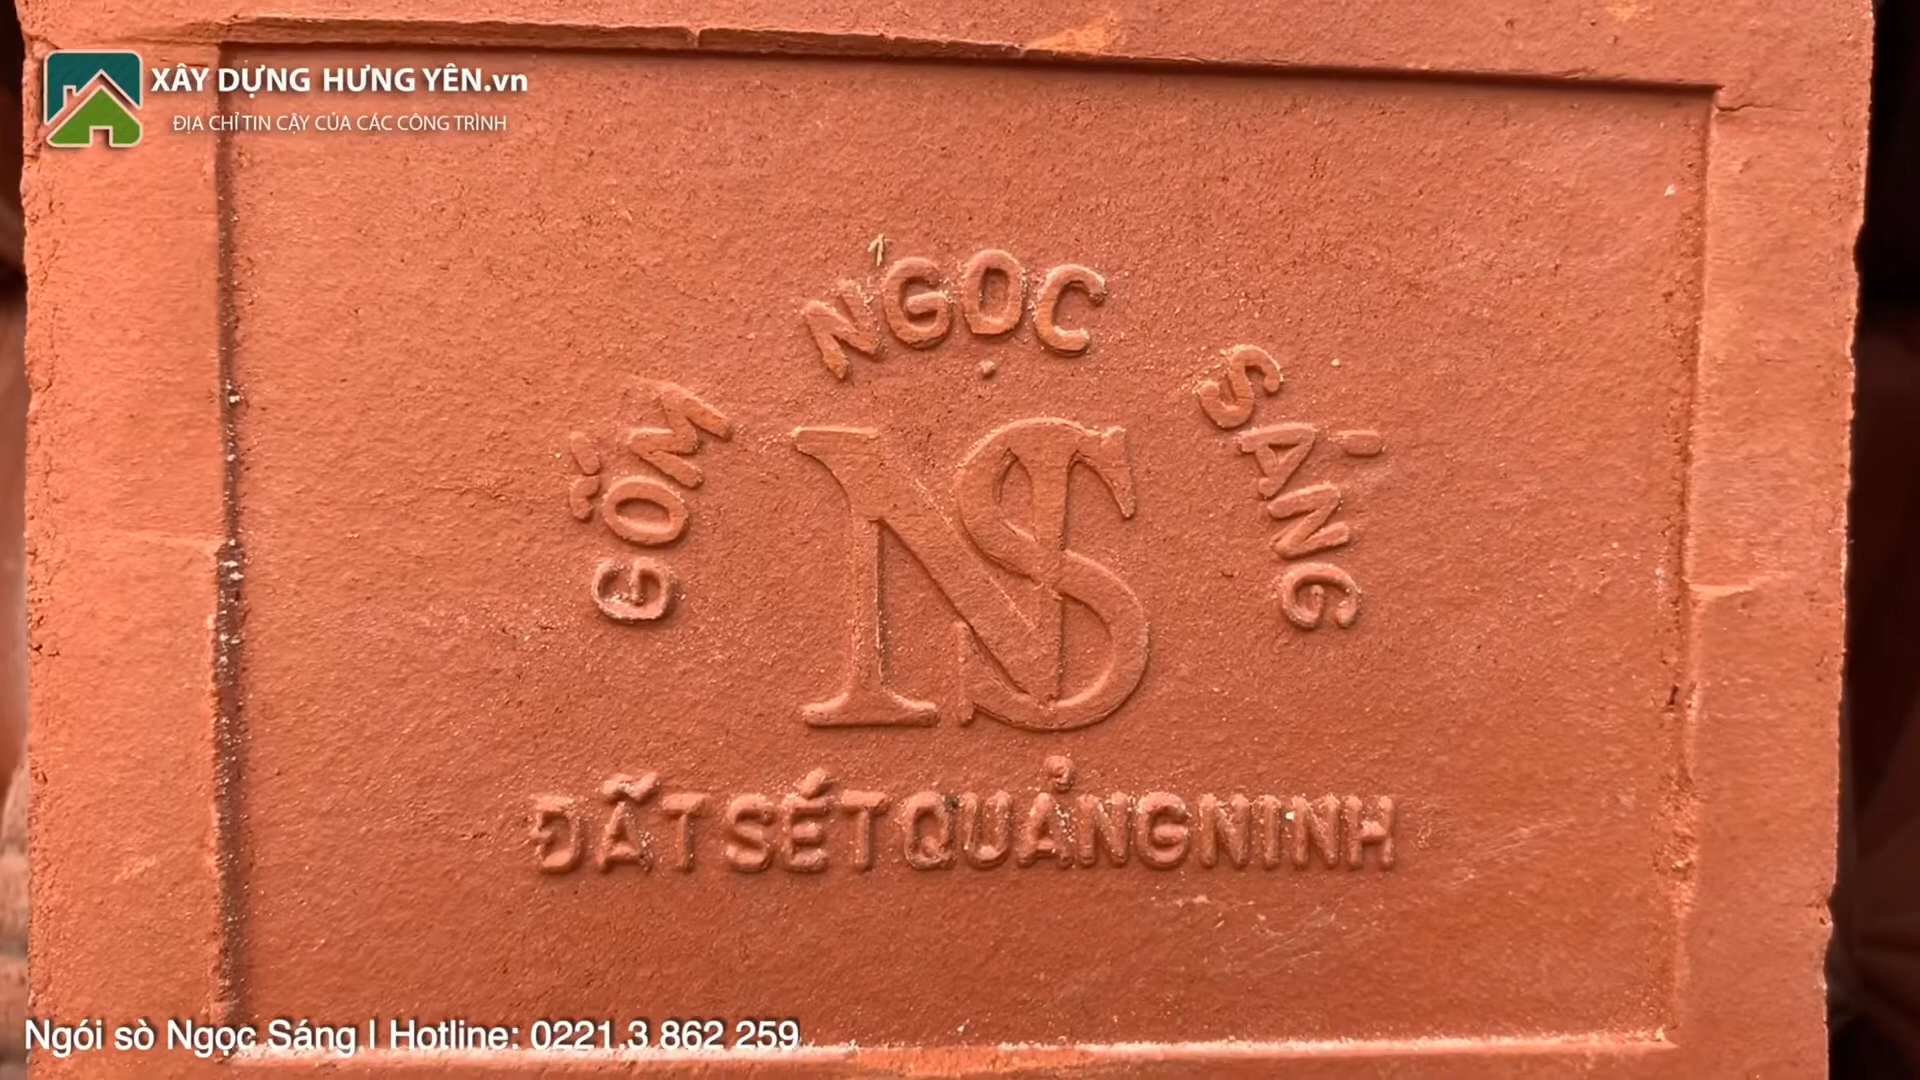 XÂY DỰNG HƯNG YÊN.vn
ĐỊA CHỈ TIN CẬY CỦA CÁC CÔNG TRÌNH
GỐM NGỌC SÁNG
NS
ĐẤT SÉT QUẢNG NINH
Ngói sò Ngọc Sáng | Hotline: 0221.3 862 259